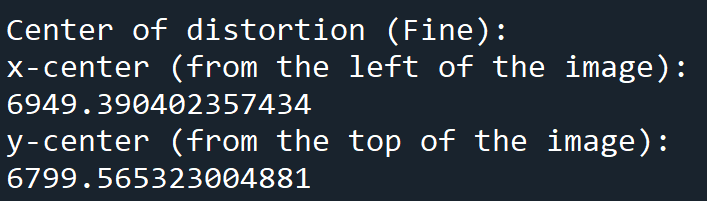 Center of distortion (Fine):
x-center (from the left of the image):
6949.390402357434
y-center (from the top of the image):
6799.565323004881